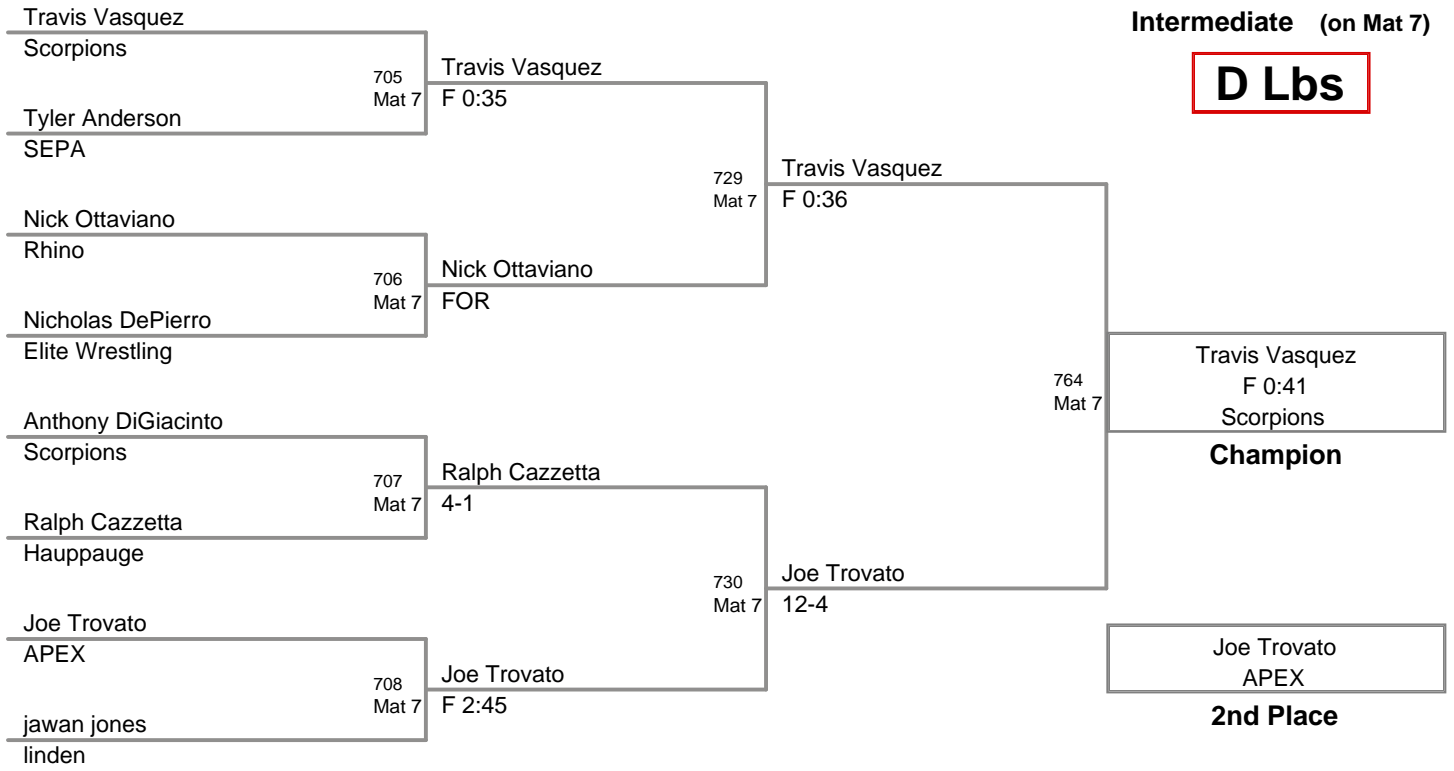 Travis Vasquez
Scorpions
Tyler Anderson
SEPA
Nick Ottaviano
Rhino
Nicholas DePierro
Elite Wrestling
Anthony DiGiacinto
Scorpions
Ralph Cazzetta
Hauppauge
Joe Trovato
APEX
jawan jones
linden
705
Mat 7
Travis Vasquez
F 0:35
706
Mat 7
Nick Ottaviano
FOR
707
Mat 7
Ralph Cazzetta
4-1
708
Mat 7
Joe Trovato
F 2:45
729
Mat 7
Travis Vasquez
F 0:36
730
Mat 7
Joe Trovato
12-4
Intermediate (on Mat 7)
D Lbs
764
Mat 7
Travis Vasquez
F 0:41
Scorpions
Champion
Joe Trovato
APEX
2nd Place